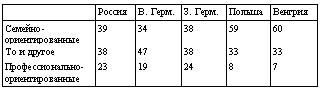 Россия В. Герм. З. Герм. Польша Венгрия
Семейно- 39 34 38 59 60
ориентированные
То и другое 38 47 38 33 33
Профессионально- 23 19 24 8 7
ориентированные